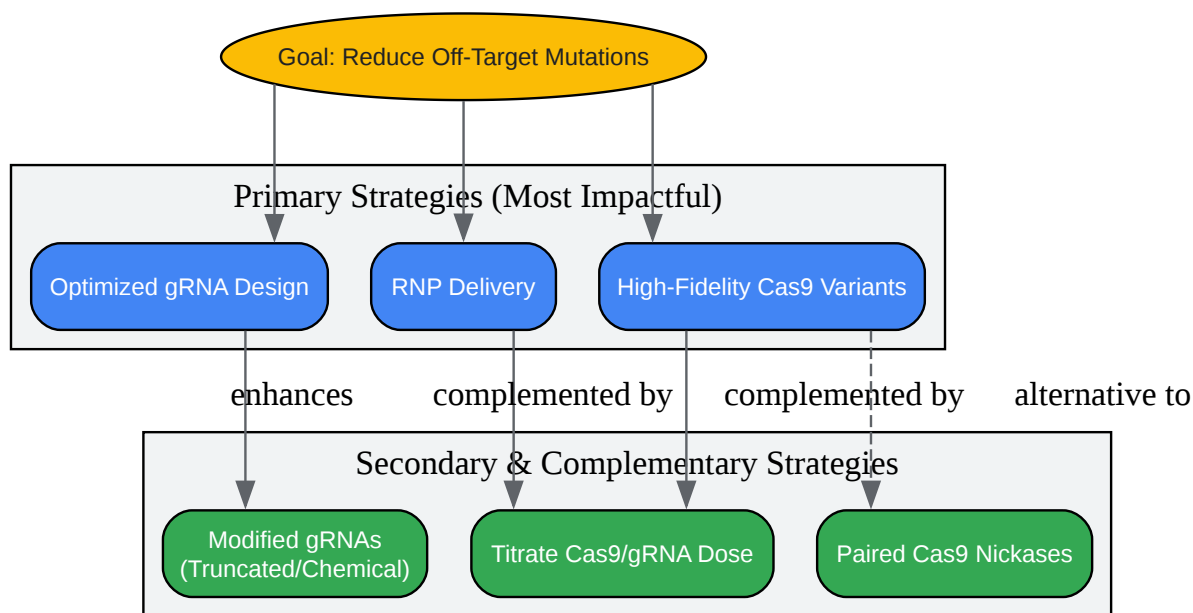 Goal: Reduce Off-Target Mutations
Primary Strategies (Most Impactful)
Optimized gRNA Design
RNP Delivery
High-Fidelity Cas9 Variants
enhances
complemented by
complemented by
alternative to
Secondary & Complementary Strategies
Modified gRNAs
(Truncated/Chemical)
Titrate Cas9/gRNA Dose
Paired Cas9 Nickases